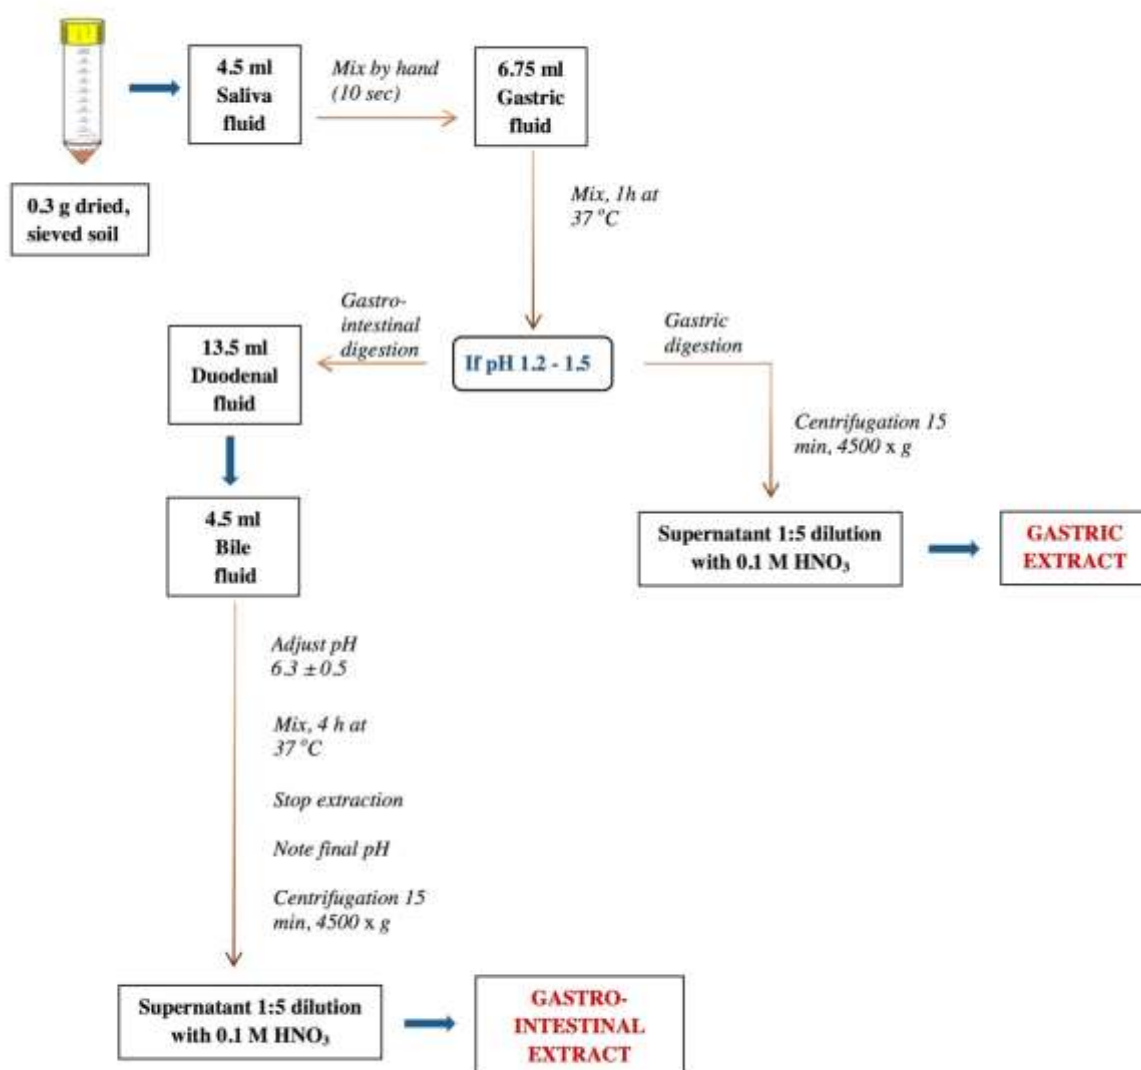 4.5 ml
Saliva
fluid
Mix by hand
(10 sec)
6.75 ml
Gastric
fluid
0.3 g dried,
sieved soil
Mix, 1h at
37 °C
Gastro-
intestinal
digestion
Gastric
digestion
13.5 ml
Duodenal
fluid
If pH 1.2 - 1.5
Centrifugation 15
min, 4500 x g
4.5 ml
Bile
fluid
Supernatant 1:5 dilution
with 0.1 M HNO₃
GASTRIC
EXTRACT
Adjust pH
6.3 ± 0.5
Mix, 4 h at
37 °C
Stop extraction
Note final pH
Centrifugation 15
min, 4500 x g
Supernatant 1:5 dilution
with 0.1 M HNO₃
GASTRO-
INTESTINAL
EXTRACT